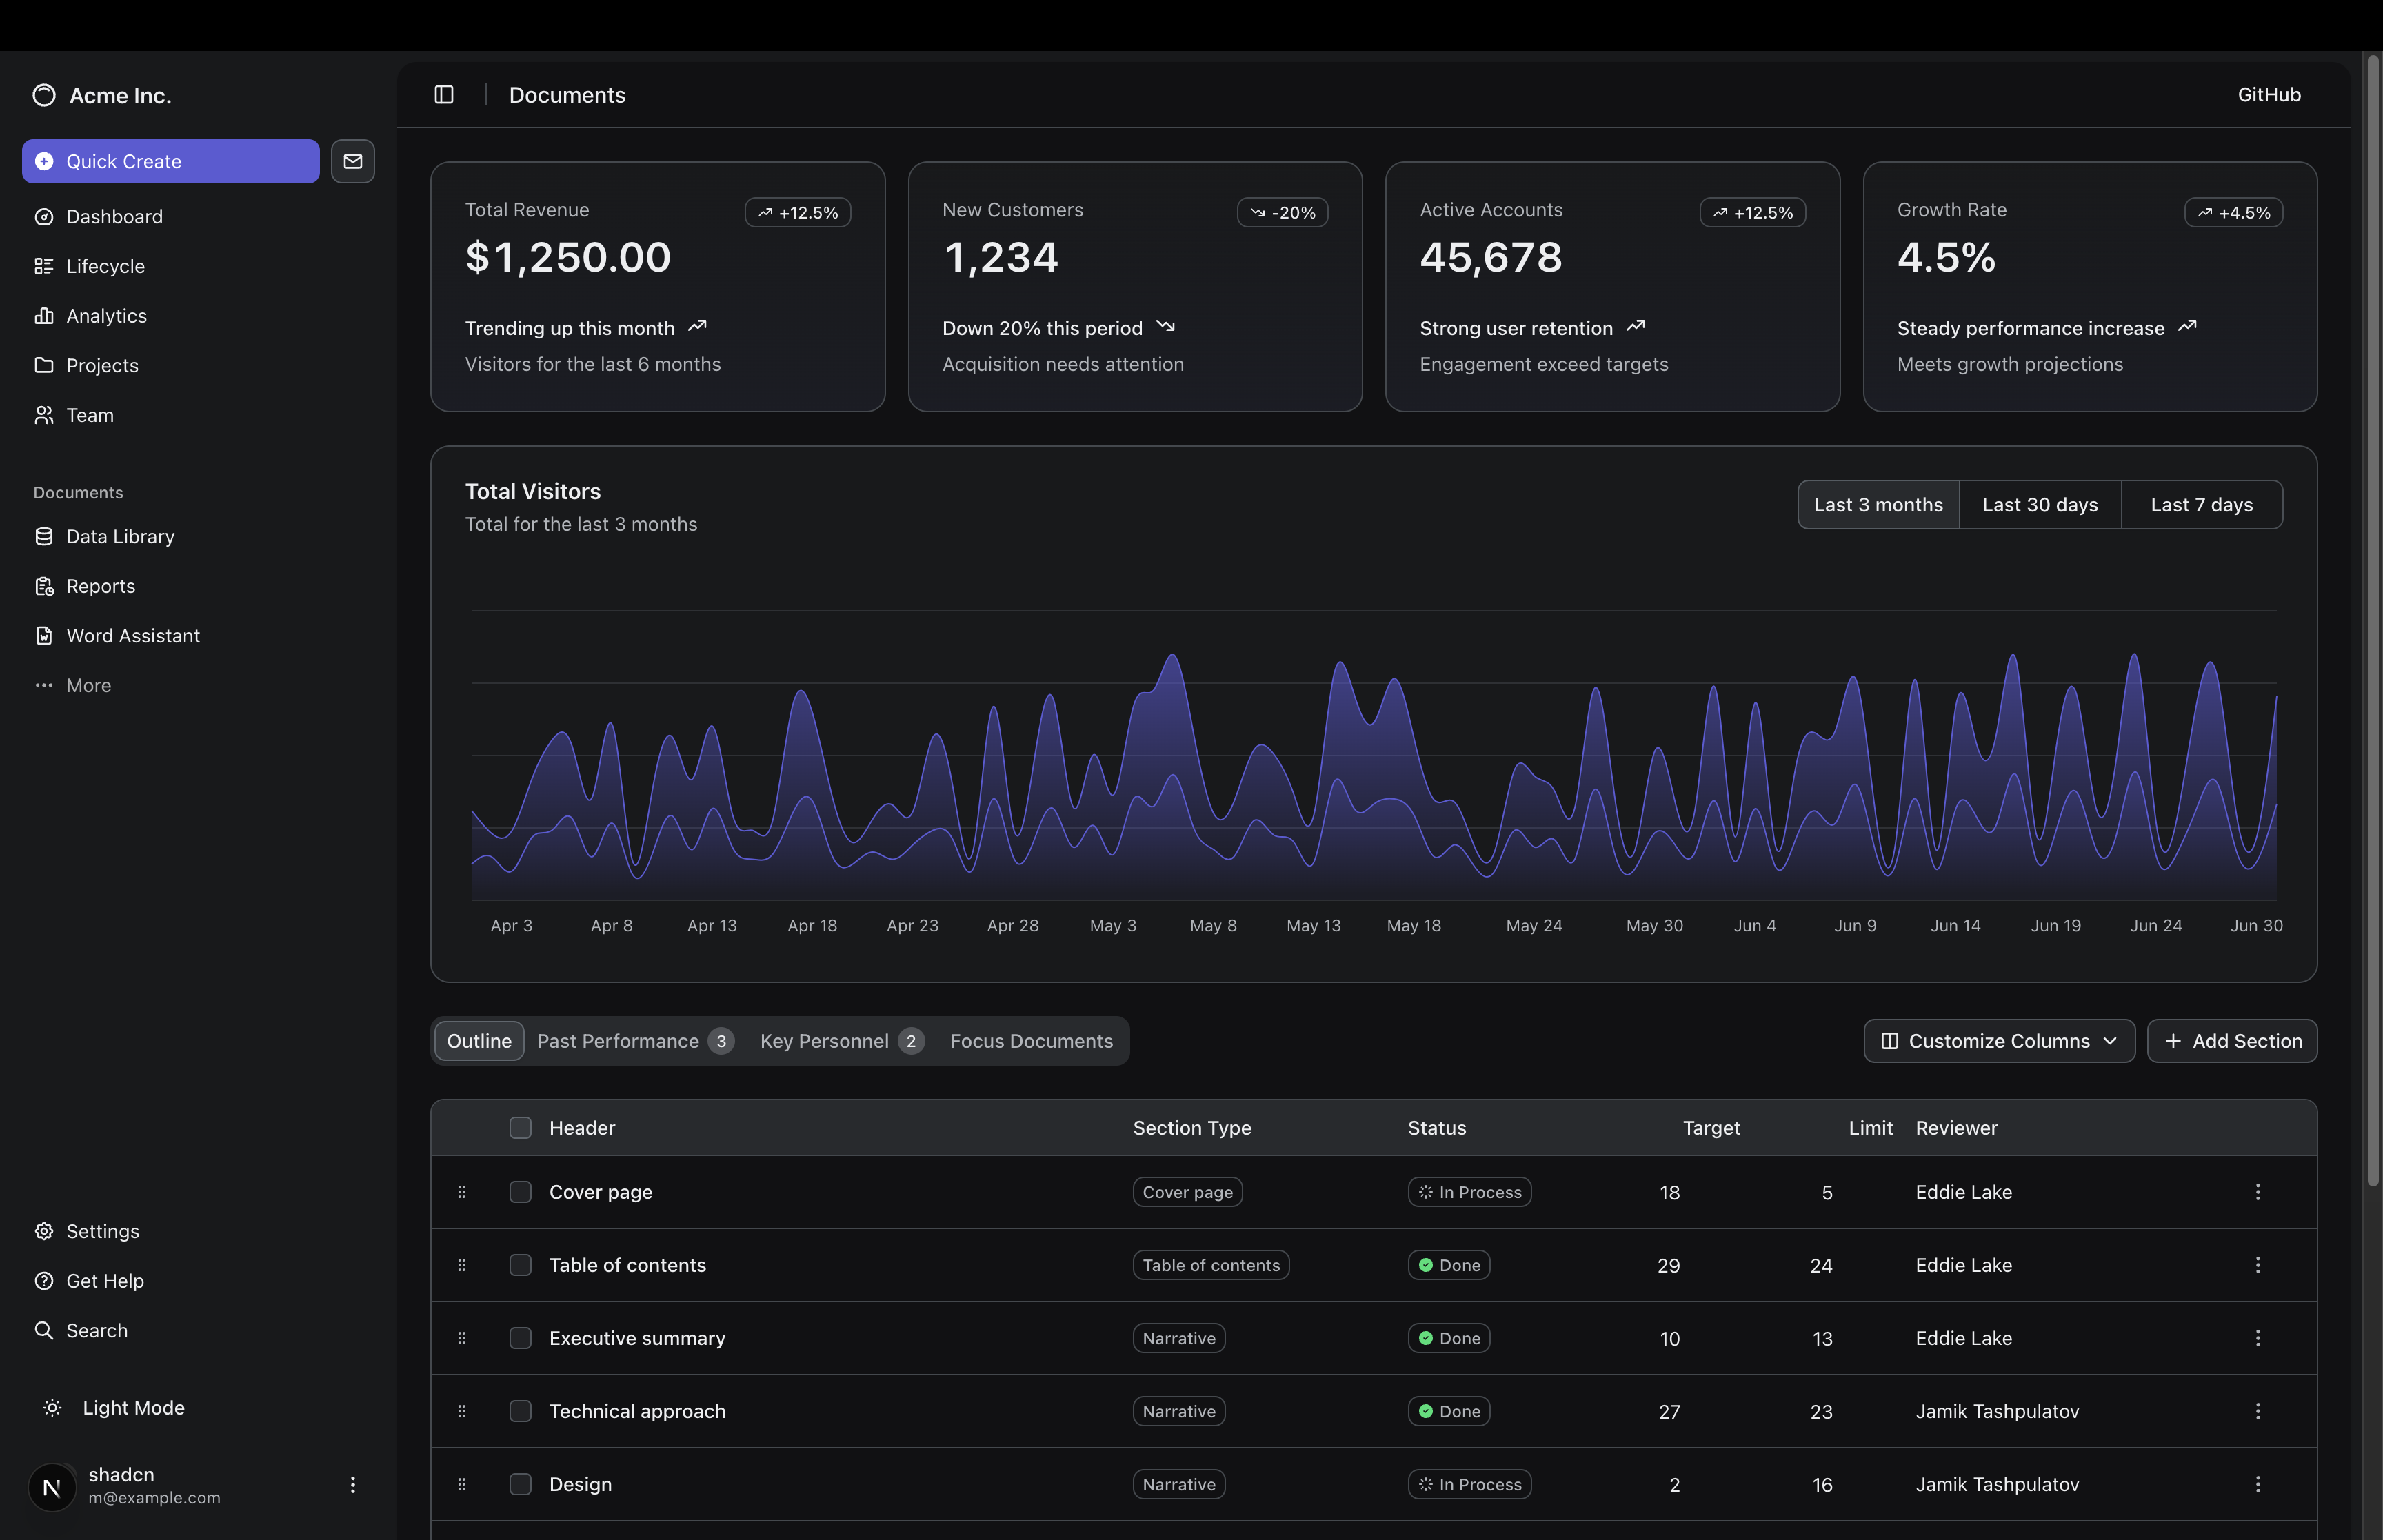 Acme Inc.
Quick Create
Dashboard
Lifecycle
Analytics
Projects
Team
Documents
Data Library
Reports
Word Assistant
More
Settings
Get Help
Search
Light Mode
shadcn
m@example.com
Documents
GitHub
Total Revenue
+12.5%
$1,250.00
Trending up this month
Visitors for the last 6 months
New Customers
-20%
1,234
Down 20% this period
Acquisition needs attention
Active Accounts
+12.5%
45,678
Strong user retention
Engagement exceed targets
Growth Rate
+4.5%
4.5%
Steady performance increase
Meets growth projections
Total Visitors
Total for the last 3 months
Last 3 months Last 30 days Last 7 days
Apr 3 Apr 8 Apr 13 Apr 18 Apr 23 Apr 28 May 3 May 8 May 13 May 18 May 24 May 30 Jun 4 Jun 9 Jun 14 Jun 19 Jun 24 Jun 30
Outline Past Performance 3 Key Personnel 2 Focus Documents
Customize Columns
Add Section
Header Section Type Status Target Limit Reviewer
Cover page Cover page In Process 18 5 Eddie Lake
Table of contents Table of contents Done 29 24 Eddie Lake
Executive summary Narrative Done 10 13 Eddie Lake
Technical approach Narrative Done 27 23 Jamik Tashpulatov
Design Narrative In Process 2 16 Jamik Tashpulatov